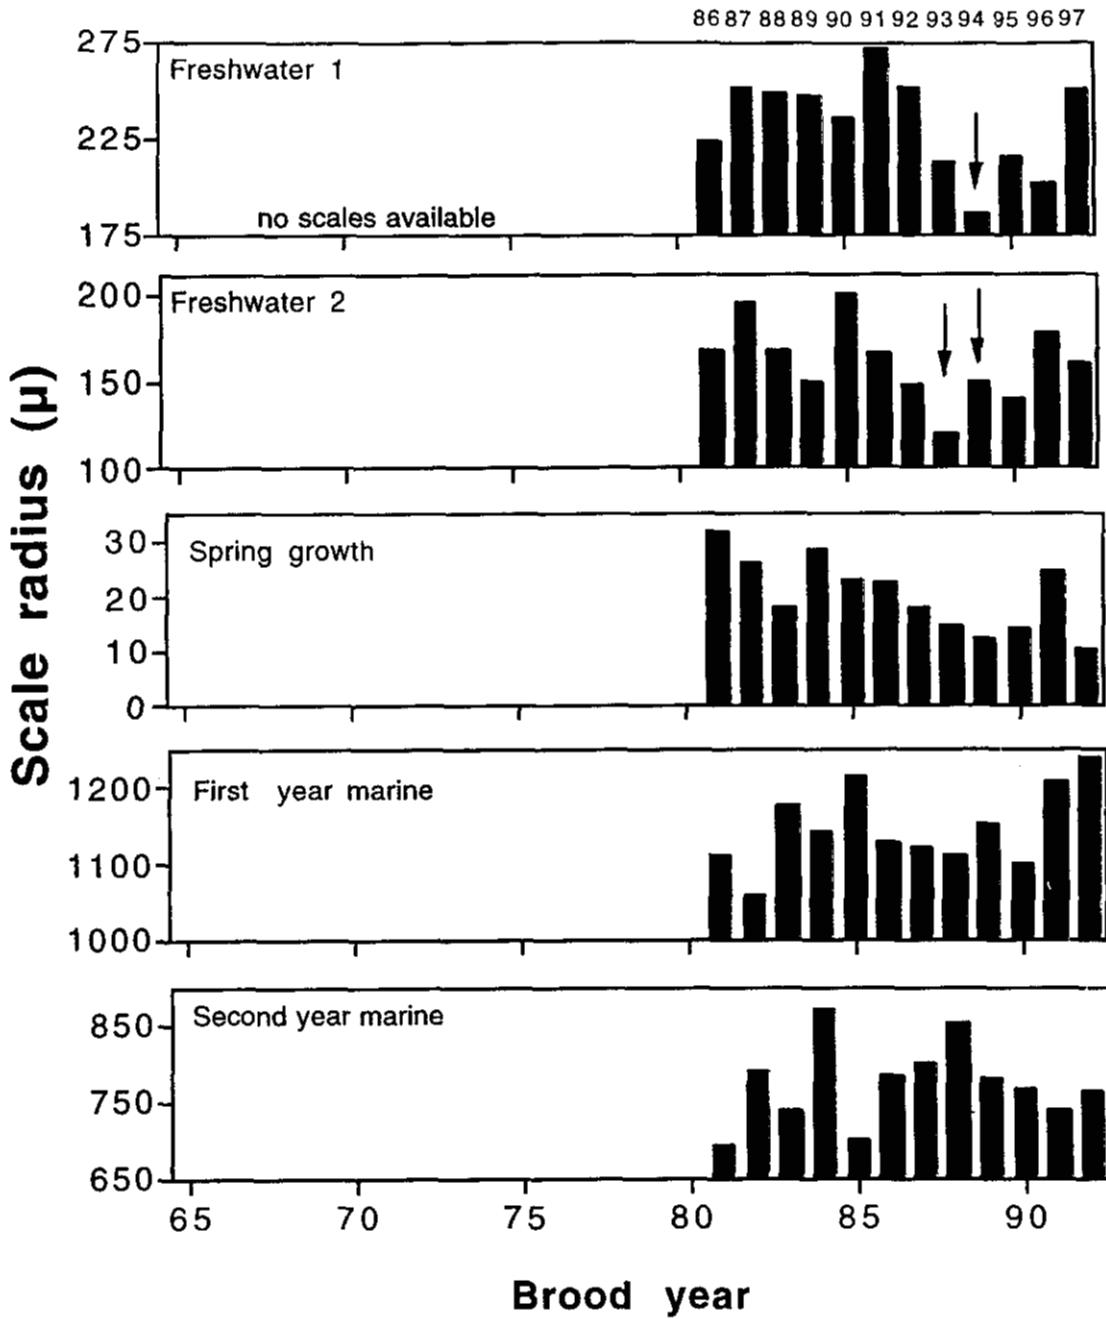 86 87 88 89 90 91 92 93 94 95 96 97
275
Freshwater 1
225
no scales available
175
200
Freshwater 2
150
100
30
Spring growth
20
10
0
1200
First year marine
1100
1000
850
Second year marine
750
650
65 70 75 80 85 90
Brood year
Scale radius (μ)